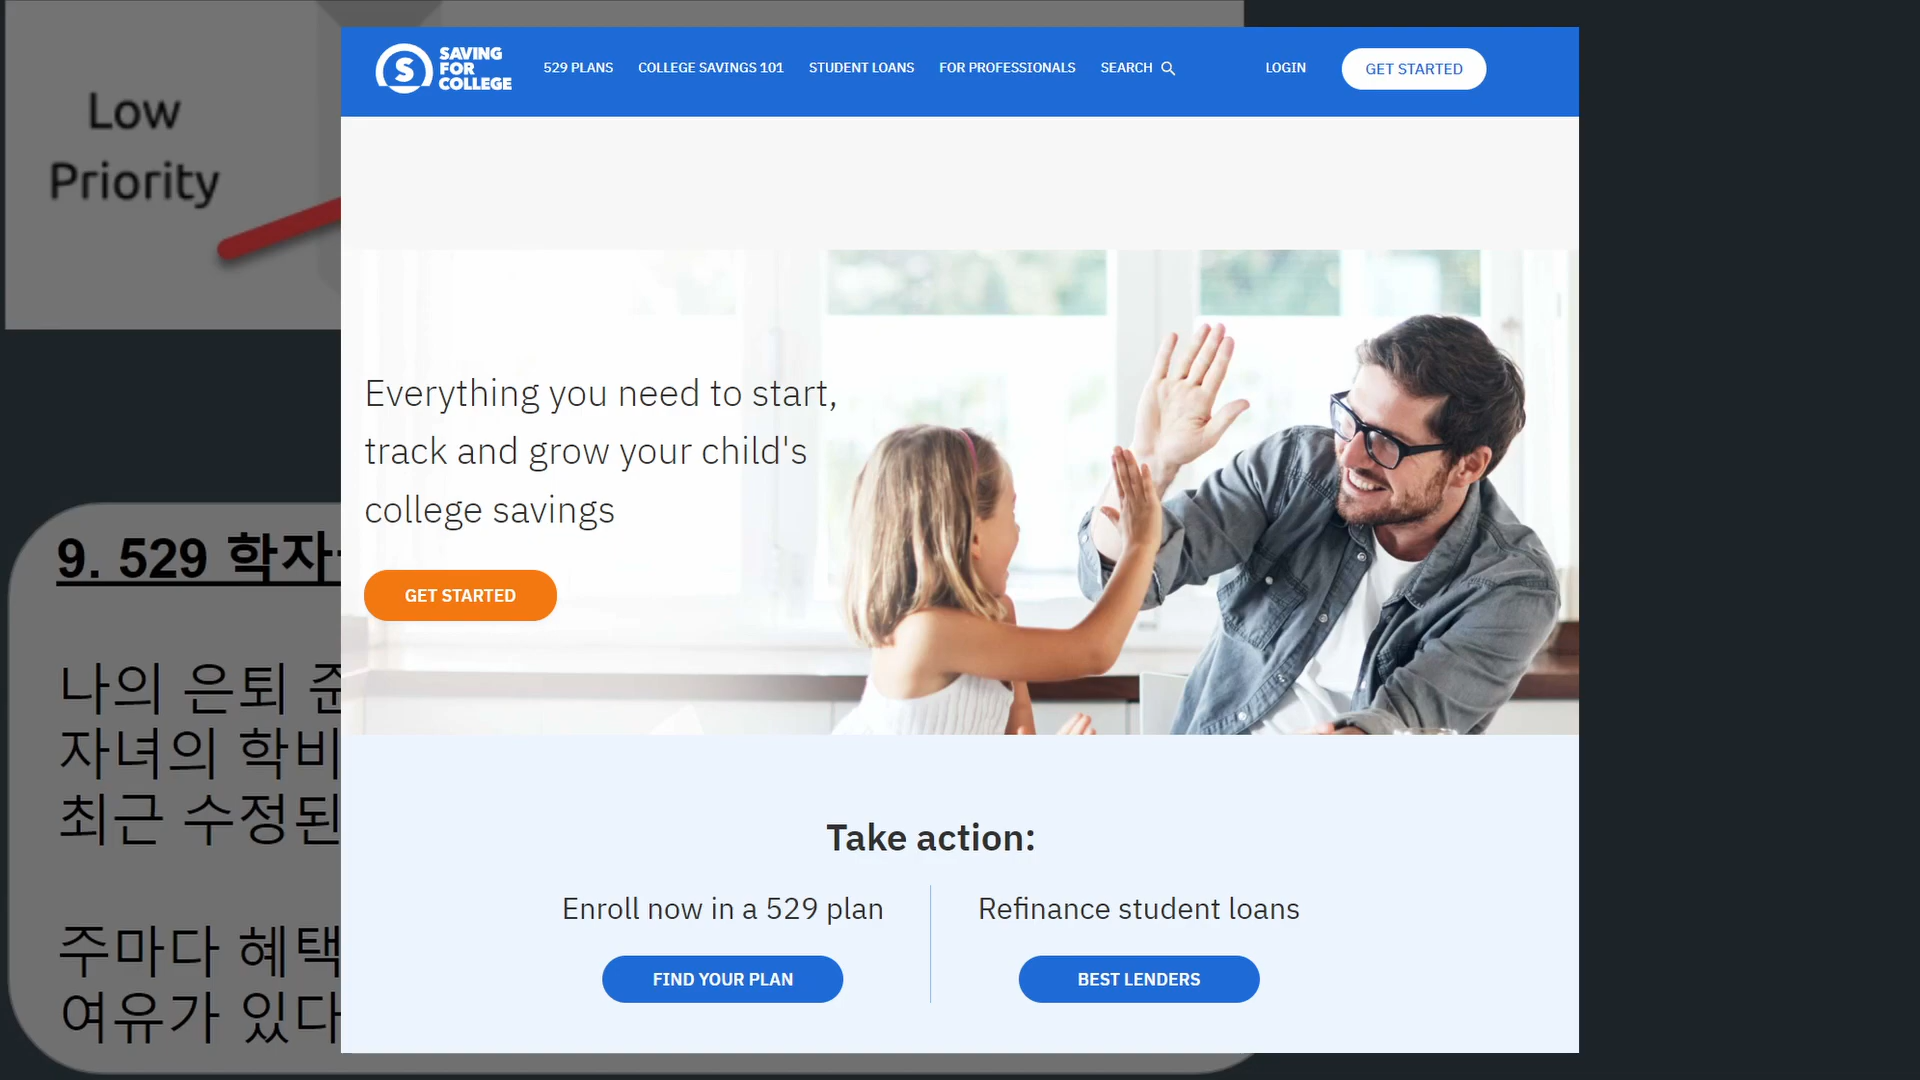 Low
Priority
SAVING
FOR
COLLEGE
529 PLANS
COLLEGE SAVINGS 101
STUDENT LOANS
FOR PROFESSIONALS
SEARCH
LOGIN
GET STARTED
Everything you need to start,
track and grow your child's
college savings
GET STARTED
Take action:
Enroll now in a 529 plan
FIND YOUR PLAN
Refinance student loans
BEST LENDERS
9. 529 학자
나의 은퇴 준
자녀의 학비
최근 수정된
주마다 혜택
여유가 있다